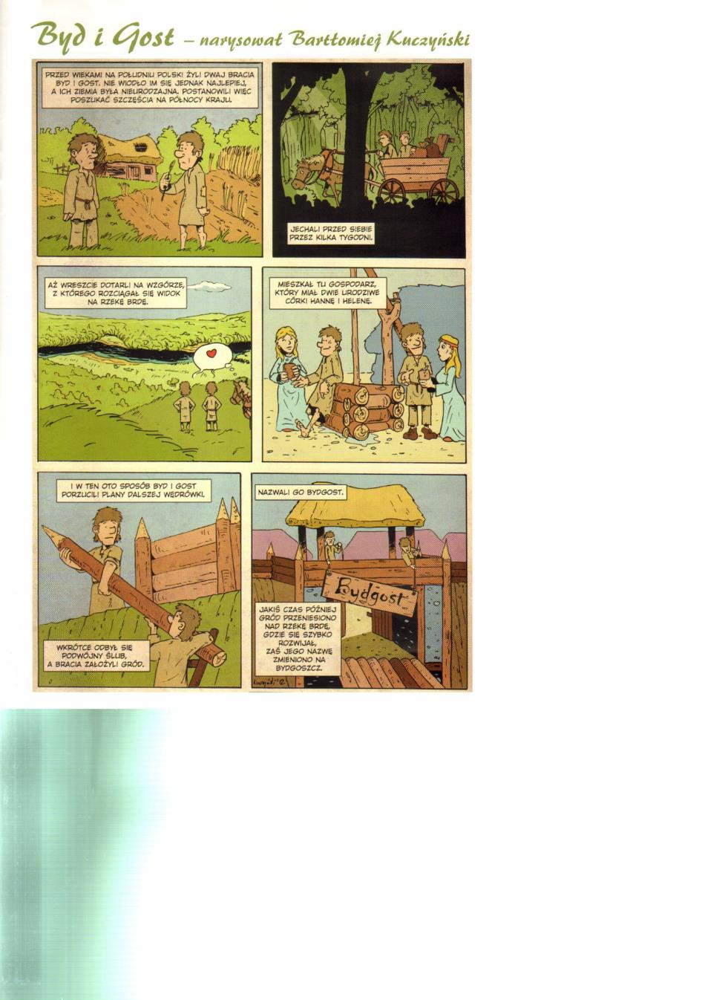 Byd i Gost – narysował Bartłomiej Kuczyński
PRZED WIEKAMI NA POŁUDNIU POLSKI ŻYLI DWAJ BRACIA
BYD I GOST. NIE WIODŁO IM SIĘ JEDNAK NAJLEPIEJ,
A ICH ZIEMIA BYŁA NIEURODZAJNA. POSTANOWILI WIĘC
POSZUKAĆ SZCZĘŚCIA NA PÓŁNOCY KRAJU.
JECHALI PRZED SIEBIE
PRZEZ KILKA TYGODNI.
AŻ WRESZCIE DOTARLI NA WZGÓRZE,
Z KTÓREGO ROZCIĄGAŁ SIĘ WIDOK
NA RZEKĘ BRDĘ.
MIESZKAŁ TU GOSPODARZ,
KTÓRY MIAŁ DWIE URODZIWE
CÓRKI HANNĘ I HELENĘ.
I W TEN OTO SPOSÓB BYD I GOST
PORZUCILI PLANY DALSZEJ WĘDRÓWKI.
WKRÓTCE ODBYŁ SIĘ
PODWÓJNY ŚLUB,
A BRACIA ZAŁOŻYLI GRÓD.
NAZWALI GO BYDGOST.
Bydgost
JAKIŚ CZAS PÓŹNIEJ
GRÓD PRZENIESIONO
NAD RZEKĘ BRDĘ,
GDZIE SIĘ SZYBKO
ROZWIJAŁ,
ZAŚ JEGO NAZWĘ
ZMIENIONO NA
BYDGOSZCZ.
Kuczyński '12